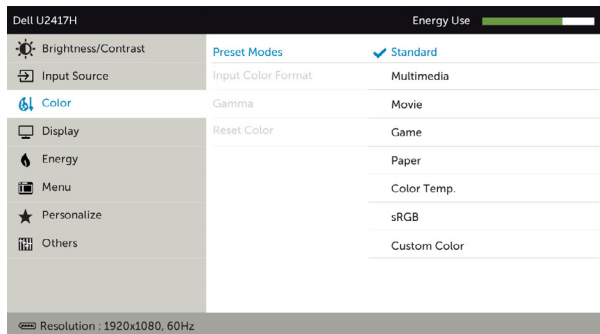 Dell U2417H Energy Use
Brightness/Contrast
Input Source
Color
Display
Energy
Menu
Personalize
Others
Preset Modes
Input Color Format
Gamma
Reset Color
Standard
Multimedia
Movie
Game
Paper
Color Temp.
sRGB
Custom Color
Resolution : 1920x1080, 60Hz